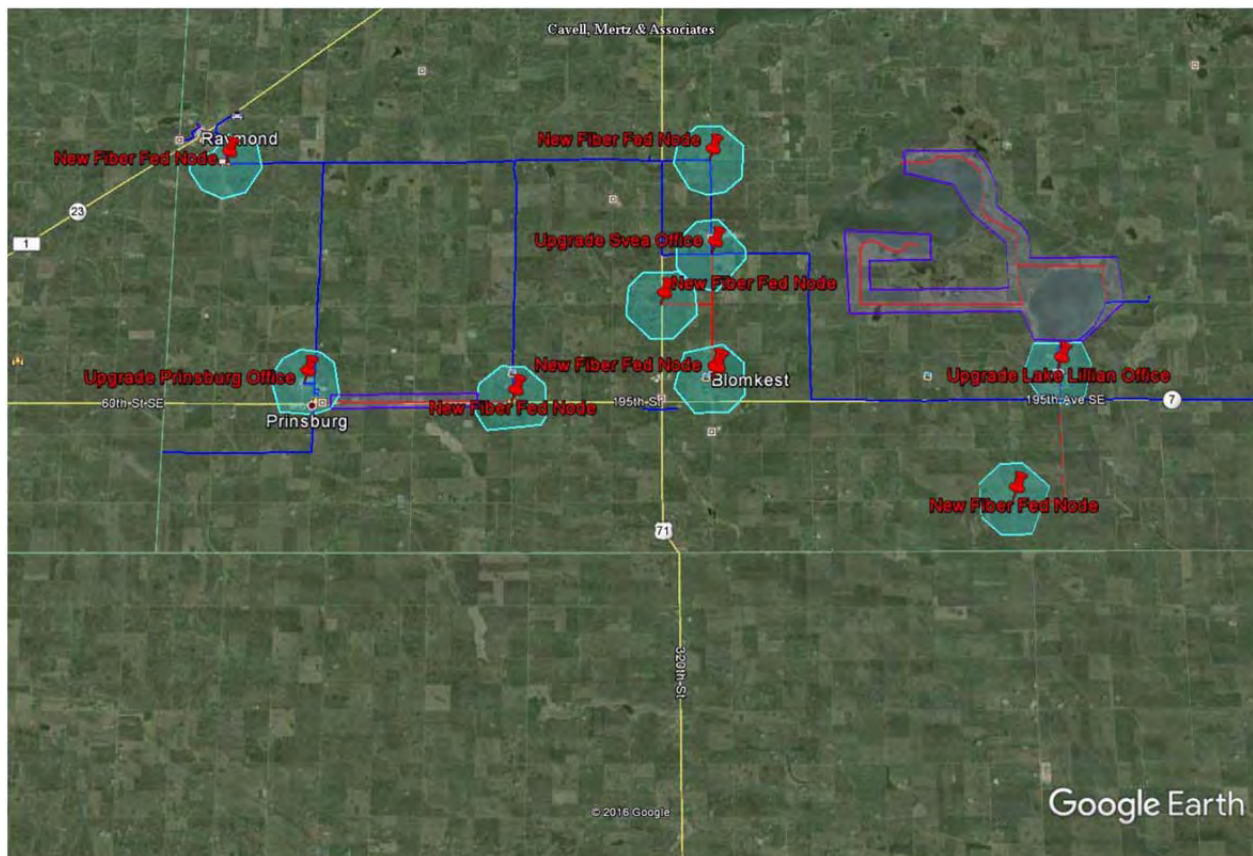 Cavell, Mertz & Associates
Raymond
New Fiber Fed Node
New Fiber Fed Node
23
1
Upgrade Svea Office
New Fiber Fed Node
New Fiber Fed Node
Blomkest
Upgrade Prinsburg Office
Upgrade Lake Lillian Office
60th St SE
New Fiber Fed Node
195th S
195th Ave SE
7
Prinsburg
New Fiber Fed Node
71
320th St
© 2016 Google
Google Earth